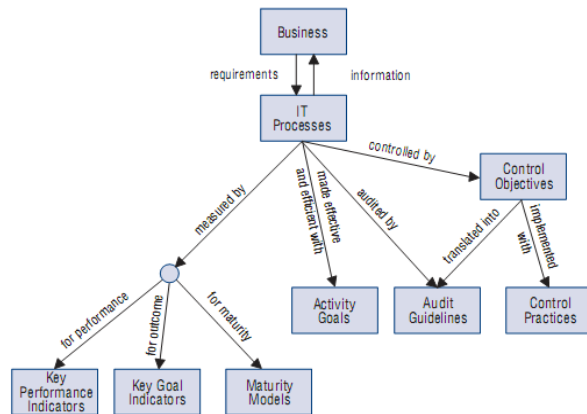 Business
requirements
information
IT
Processes
controlled by
Control
Objectives
measured by
made effective
and efficient with
audited by
translated into
implemented
with
Activity
Goals
Audit
Guidelines
Control
Practices
for performance
for outcome
for maturity
Key
Performance
Indicators
Key Goal
Indicators
Maturity
Models